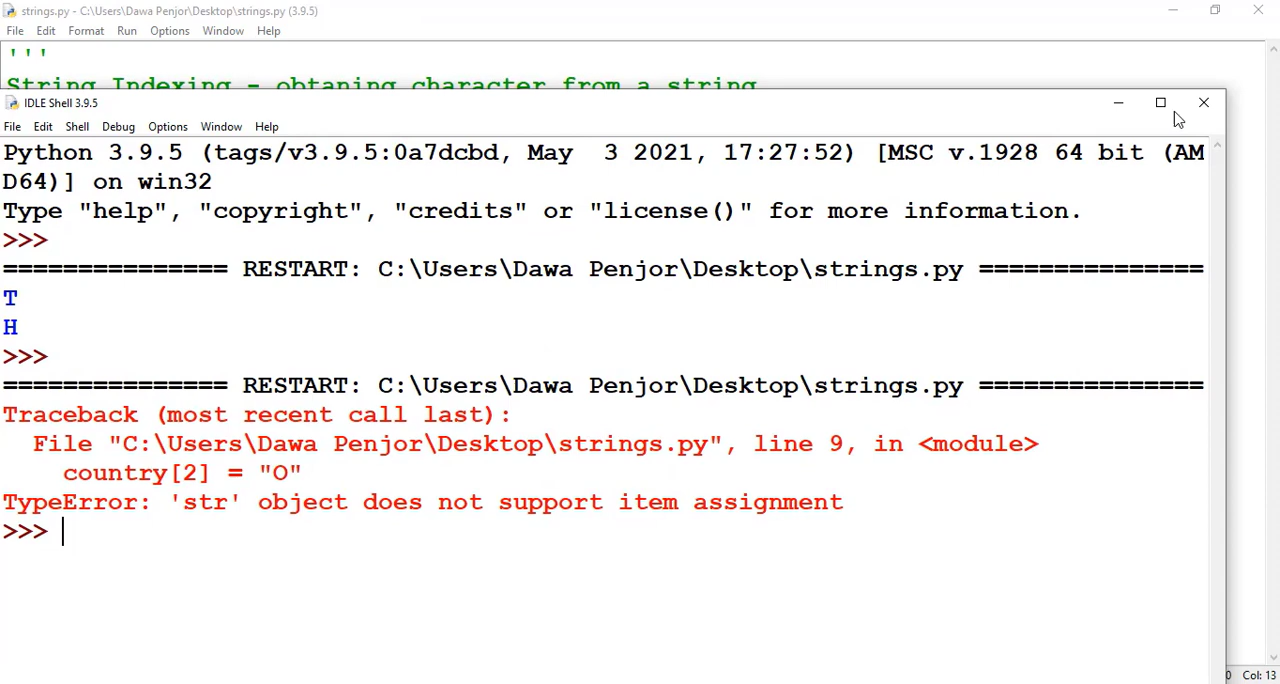 strings.py - C:\Users\Dawa Penjor\Desktop\strings.py (3.9.5)
File Edit Format Run Options Window Help
'''
String Indexing - obtaning character from a string
IDLE Shell 3.9.5
File Edit Shell Debug Options Window Help
Python 3.9.5 (tags/v3.9.5:0a7dcbd, May  3 2021, 17:27:52) [MSC v.1928 64 bit (AM
D64)] on win32
Type "help", "copyright", "credits" or "license()" for more information.
>>>
=============== RESTART: C:\Users\Dawa Penjor\Desktop\strings.py ===============
T
H
>>>
=============== RESTART: C:\Users\Dawa Penjor\Desktop\strings.py ===============
Traceback (most recent call last):
  File "C:\Users\Dawa Penjor\Desktop\strings.py", line 9, in <module>
    country[2] = "O"
TypeError: 'str' object does not support item assignment
>>>
0 Col: 13